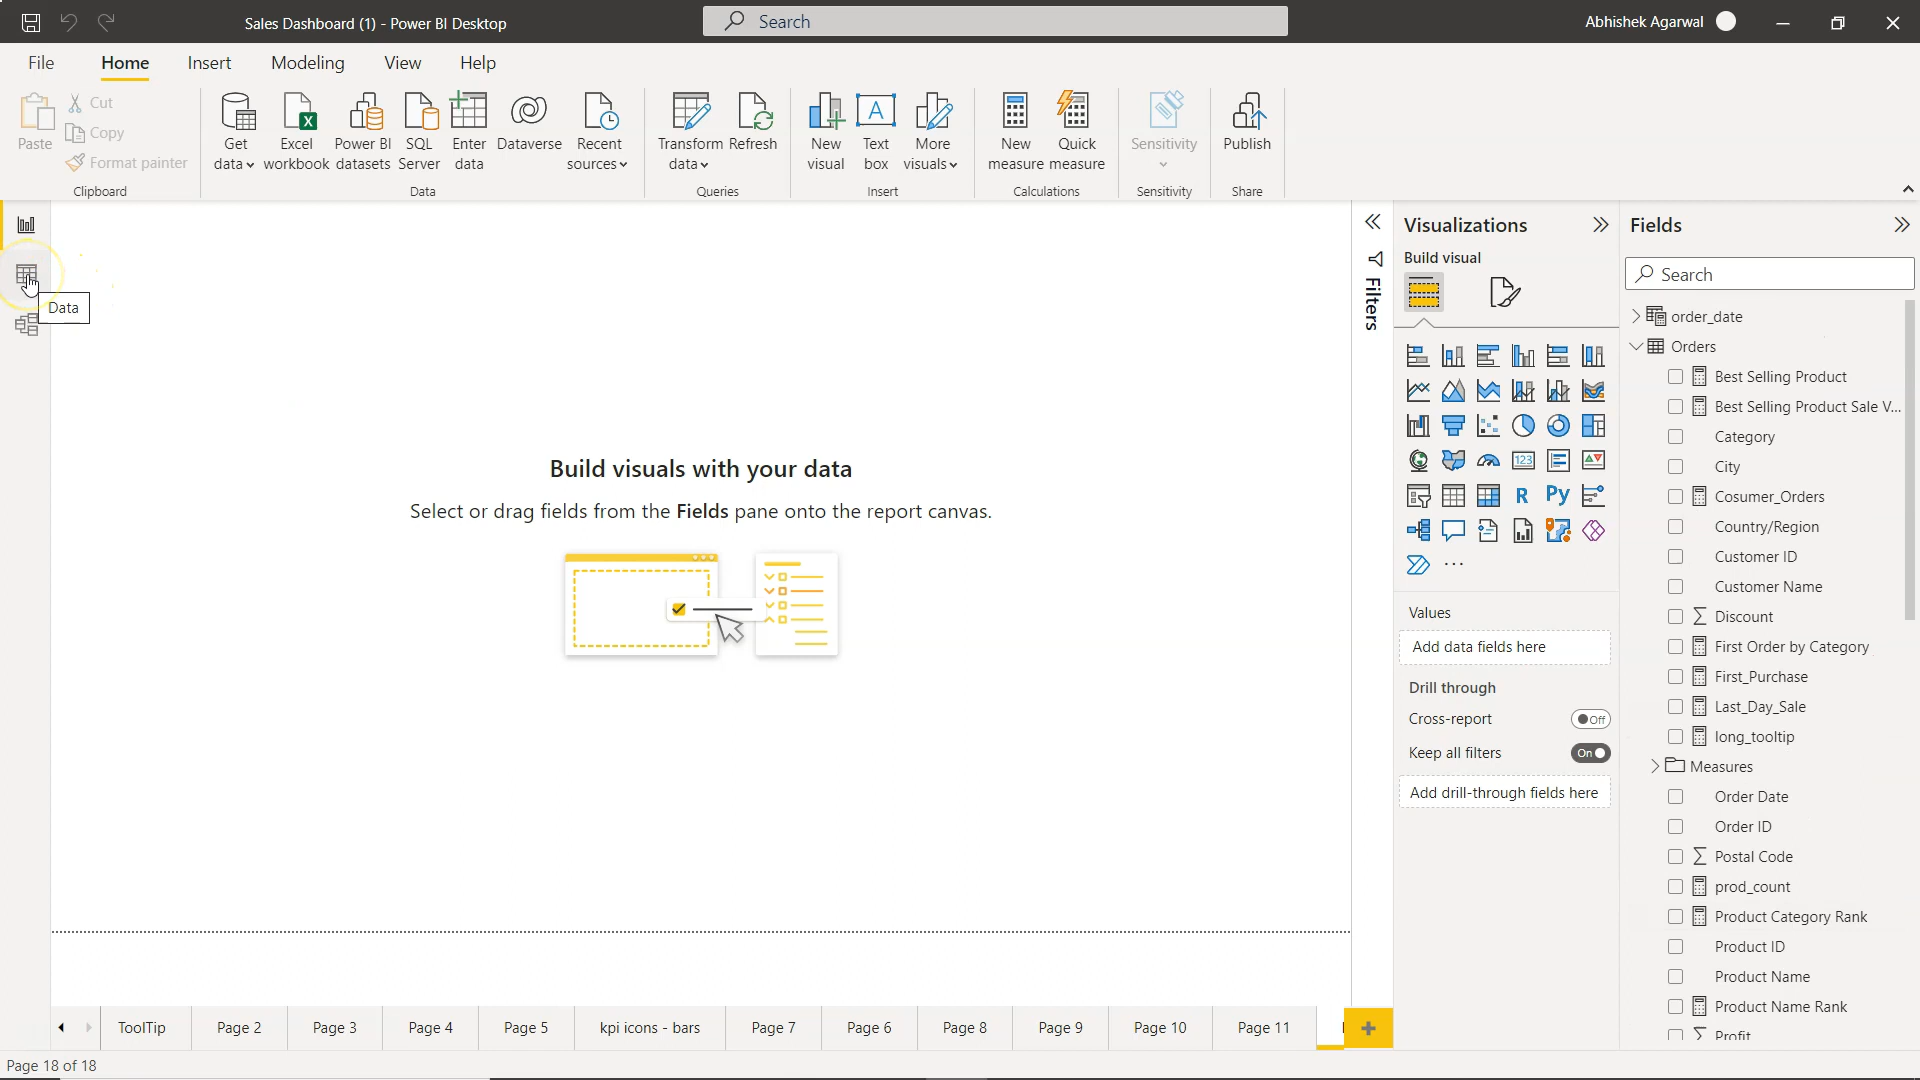 Sales Dashboard (1) - Power BI Desktop
Search
Abhishek Agarwal
File
Home
Insert
Modeling
View
Help
Paste
Cut
Copy
Format painter
Clipboard
Get data
Excel workbook
Power BI datasets
SQL Server
Enter data
Dataverse
Recent sources
Data
Transform data
Refresh
Queries
New visual
Text box
More visuals
Insert
New measure
Quick measure
Calculations
Sensitivity
Sensitivity
Publish
Share
Data
Build visuals with your data
Select or drag fields from the Fields pane onto the report canvas.
Filters
Visualizations
Build visual
123
R
Py
Values
Add data fields here
Drill through
Cross-report
Off
Keep all filters
On
Add drill-through fields here
Fields
Search
order_date
Orders
Best Selling Product
Best Selling Product Sale V...
Category
City
Cosumer_Orders
Country/Region
Customer ID
Customer Name
Discount
First Order by Category
First_Purchase
Last_Day_Sale
long_tooltip
Measures
Order Date
Order ID
Postal Code
prod_count
Product Category Rank
Product ID
Product Name
Product Name Rank
Profit
ToolTip
Page 2
Page 3
Page 4
Page 5
kpi icons - bars
Page 7
Page 6
Page 8
Page 9
Page 10
Page 11
Page 18 of 18